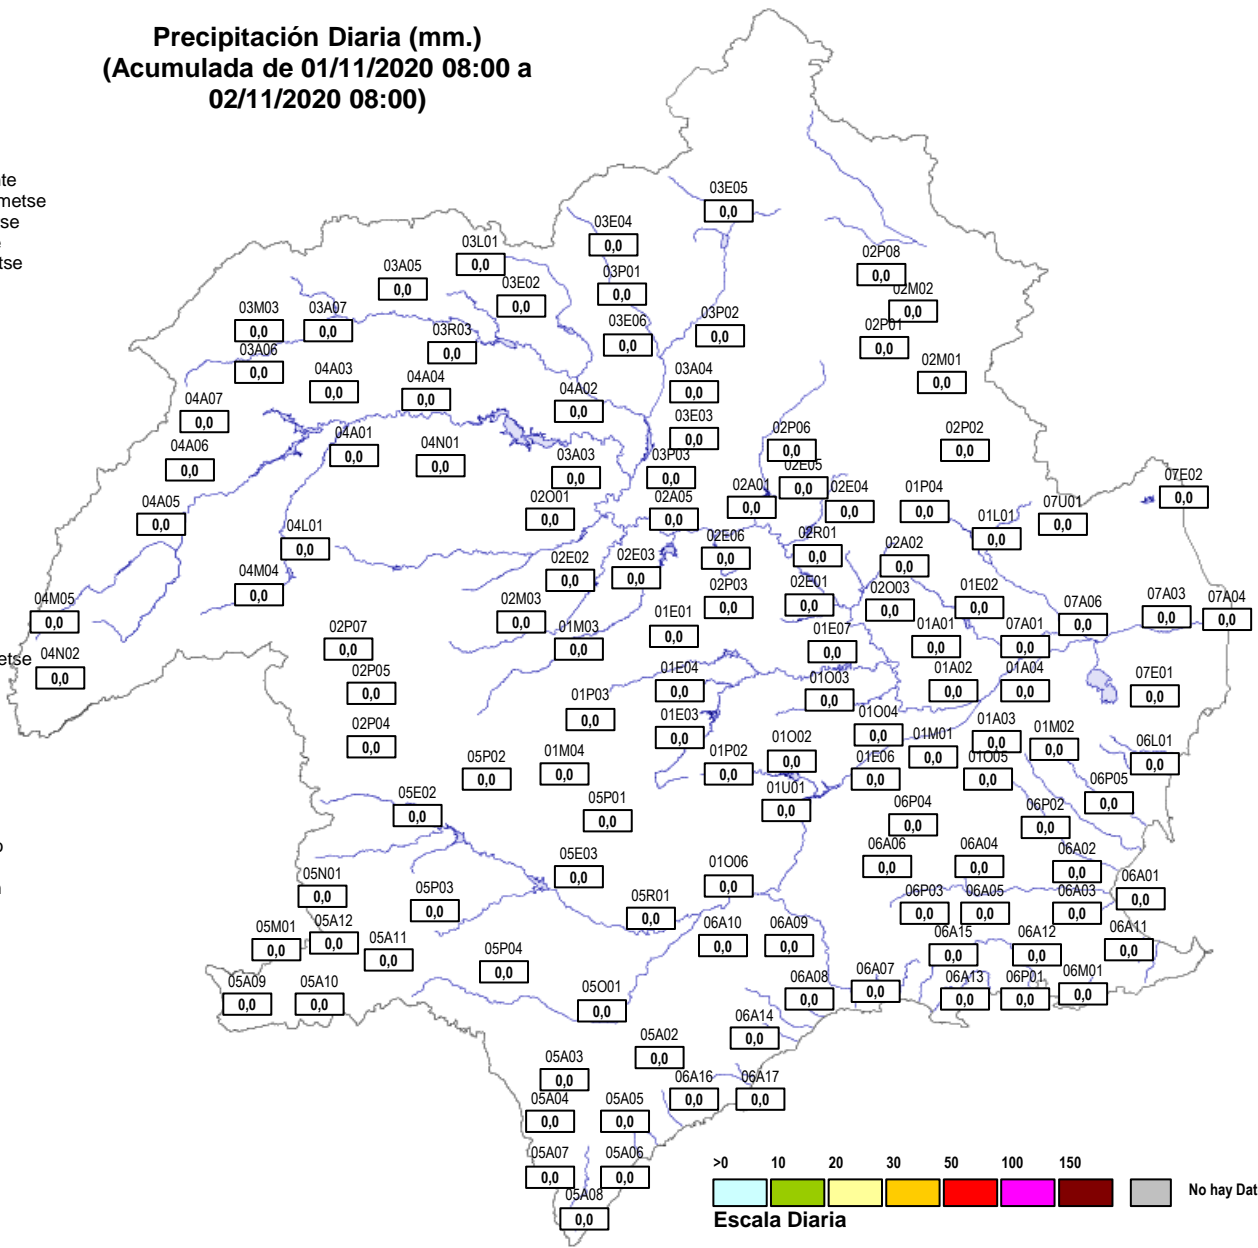 Precipitación Diaria (mm.)
(Acumulada de 01/11/2020 08:00 a
02/11/2020 08:00)
te
metse
se
tse
03E05
0,0
03E04
0,0
03L01
0,0
02P08
0,0
03A05
0,0
03P01
0,0
03E02
0,0
02M02
0,0
03M03
0,0
03A07
0,0
03P02
0,0
03E06
0,0
03R03
0,0
02P01
0,0
03A06
0,0
02M01
0,0
04A03
0,0
04A04
0,0
03A04
0,0
04A02
0,0
04A07
0,0
03E03
0,0
04A01
0,0
02P06
0,0
02P02
0,0
04A06
0,0
04N01
0,0
03A03
0,0
03P03
0,0
02E05
0,0
07E02
0,0
02A01
0,0
02E04
0,0
01P04
0,0
04A05
0,0
02O01
0,0
02A05
0,0
07U01
0,0
01L01
0,0
04L01
0,0
02E06
0,0
02R01
0,0
02A02
0,0
02E02
0,0
02E03
0,0
04M04
0,0
02P03
0,0
02E01
0,0
02O03
0,0
01E02
0,0
04M05
0,0
02M03
0,0
07A06
0,0
07A03
0,0
07A04
0,0
01E01
0,0
01M03
0,0
02P07
0,0
01E07
0,0
01A01
0,0
07A01
0,0
etse
04N02
0,0
02P05
0,0
01E04
0,0
01O03
0,0
01A02
0,0
01A04
0,0
07E01
0,0
01P03
0,0
01E03
0,0
02P04
0,0
01O04
0,0
01A03
0,0
01M02
0,0
01M01
0,0
06L01
0,0
05P02
0,0
01M04
0,0
01P02
0,0
01O02
0,0
01E06
0,0
01O05
0,0
05E02
0,0
05P01
0,0
01U01
0,0
06P04
0,0
06P02
0,0
06P05
0,0
o
05E03
0,0
01O06
0,0
06A06
0,0
06A04
0,0
06A02
0,0
05N01
0,0
05P03
0,0
05R01
0,0
06P03
0,0
06A05
0,0
06A03
0,0
06A01
0,0
05M01
0,0
05A12
0,0
05A11
0,0
05P04
0,0
06A10
0,0
06A09
0,0
06A15
0,0
06A12
0,0
06A11
0,0
05A09
0,0
05A10
0,0
05O01
0,0
06A08
0,0
06A07
0,0
06A13
0,0
06P01
0,0
06M01
0,0
06A14
0,0
05A02
0,0
05A03
0,0
06A16
0,0
06A17
0,0
05A04
0,0
05A05
0,0
05A07
0,0
05A06
0,0
05A08
0,0
>0 10 20 30 50 100 150
No hay Dat
Escala Diaria